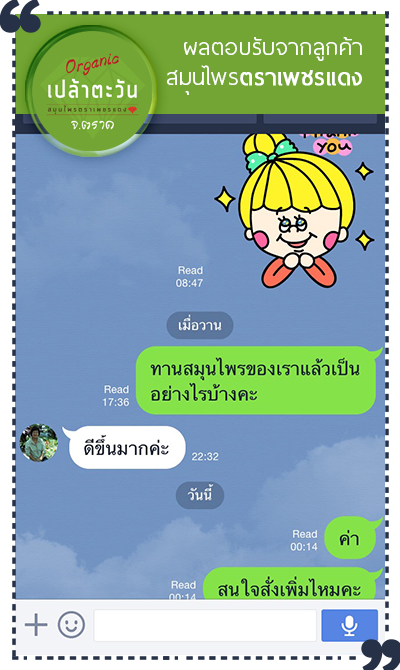 ผลตอบรับจากลูกค้า
สมุนไพรตราเพชรแดง
Organic
เปล้าตะวัน
สมุนไพรตราเพชรแดง
จ.ตราด
you
Read
08:47
เมื่อวาน
ทานสมุนไพรของเราแล้วเป็น
อย่างไรบ้างคะ
Read
17:36
ดีขึ้นมากค่ะ
22:32
วันนี้
ค่า
Read
00:14
สนใจสั่งเพิ่มไหมคะ
Read
00:14